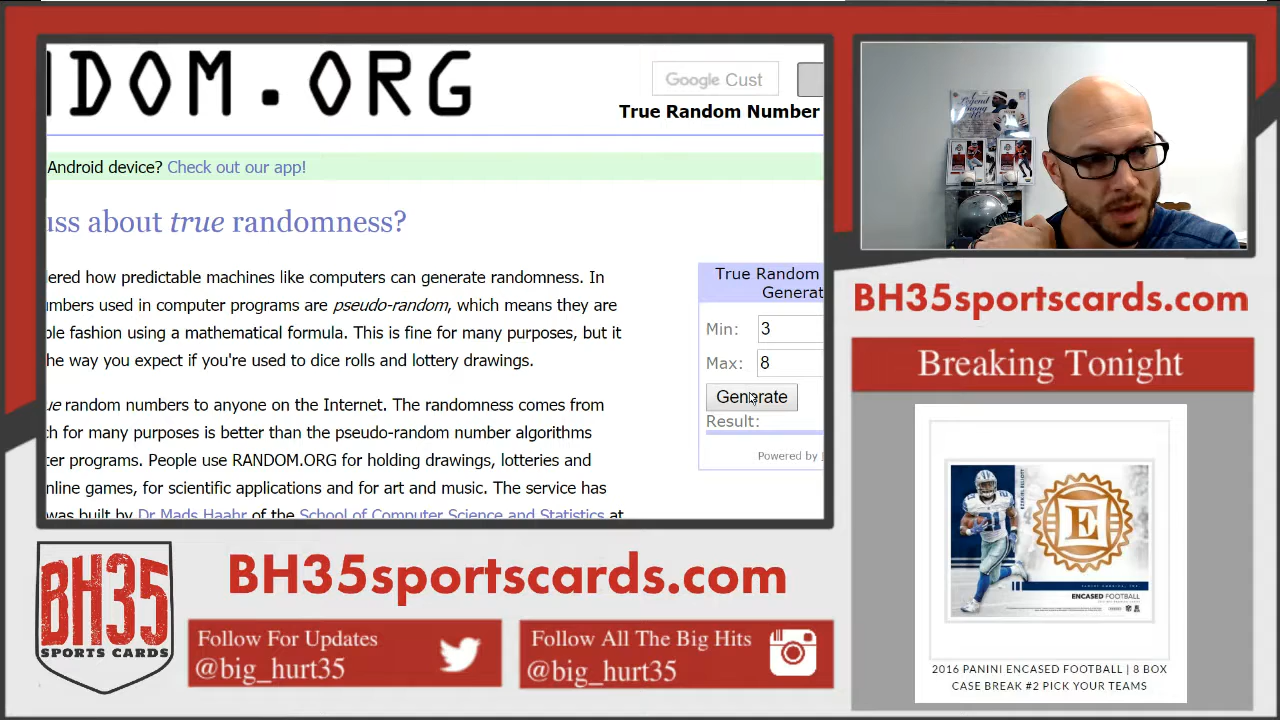 NDOM.ORG
Google Cust
True Random Number
Android device? Check out our app!
uss about true randomness?
ered how predictable machines like computers can generate randomness. In
umbers used in computer programs are pseudo-random, which means they are
ble fashion using a mathematical formula. This is fine for many purposes, but it
he way you expect if you're used to dice rolls and lottery drawings.
ue random numbers to anyone on the Internet. The randomness comes from
h for many purposes is better than the pseudo-random number algorithms
er programs. People use RANDOM.ORG for holding drawings, lotteries and
nline games, for scientific applications and for art and music. The service has
was built by Dr Mads Haahr of the School of Computer Science and Statistics at
True Random
Generat
Min: 3
Max: 8
Generate
Result:
Powered by
BH35sportscards.com
Breaking Tonight
E
ENCASED FOOTBALL
2016 PANINI ENCASED FOOTBALL | 8 BOX
CASE BREAK #2 PICK YOUR TEAMS
BH35
SPORTS CARDS
BH35sportscards.com
Follow For Updates
@big_hurt35
Follow All The Big Hits
@big_hurt35